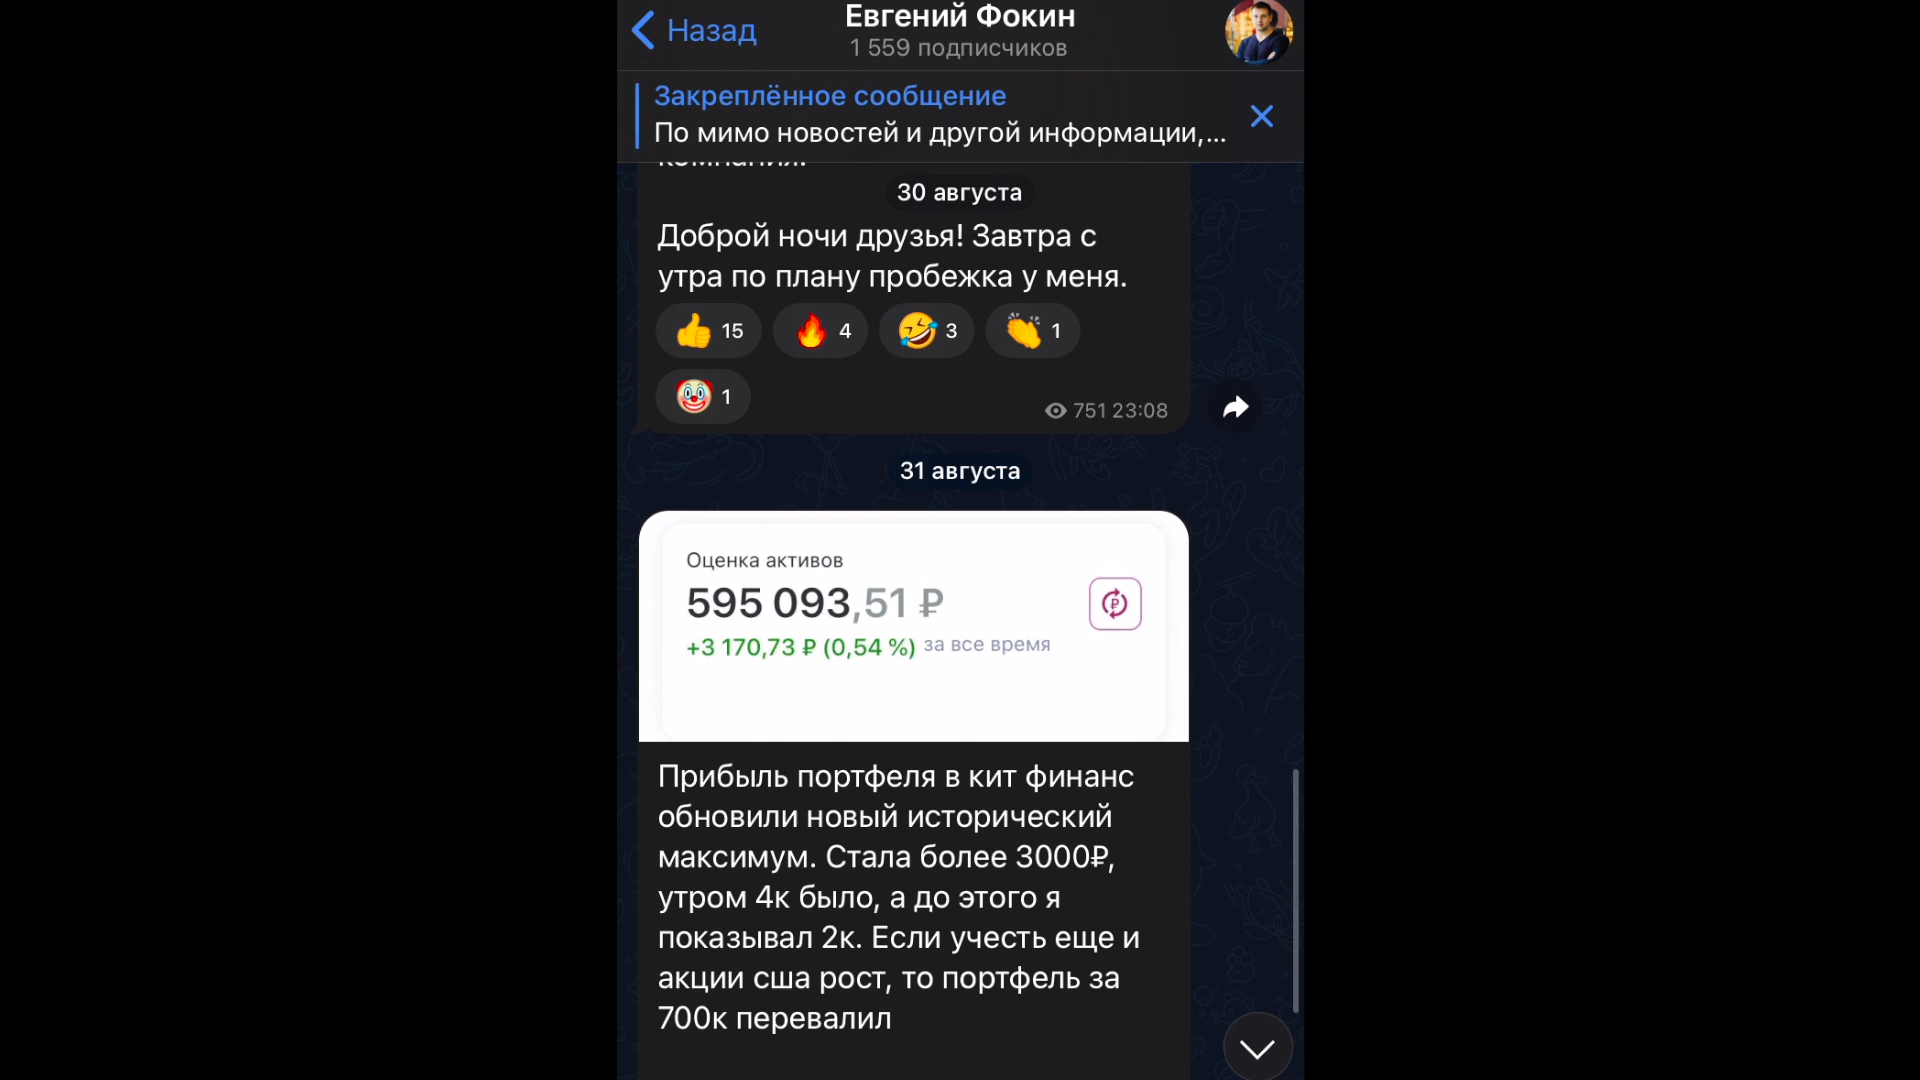 Назад
Евгений Фокин
1 559 подписчиков
Закреплённое сообщение
По мимо новостей и другой информации,...
30 августа
Доброй ночи друзья! Завтра с
утра по плану пробежка у меня.
15 4 3 1
1
751 23:08
31 августа
Оценка активов
595 093,51 ₽
+3 170,73 ₽ (0,54 %) за все время
Прибыль портфеля в кит финанс
обновили новый исторический
максимум. Стала более 3000₽,
утром 4к было, а до этого я
показывал 2к. Если учесть еще и
акции сша рост, то портфель за
700к перевалил